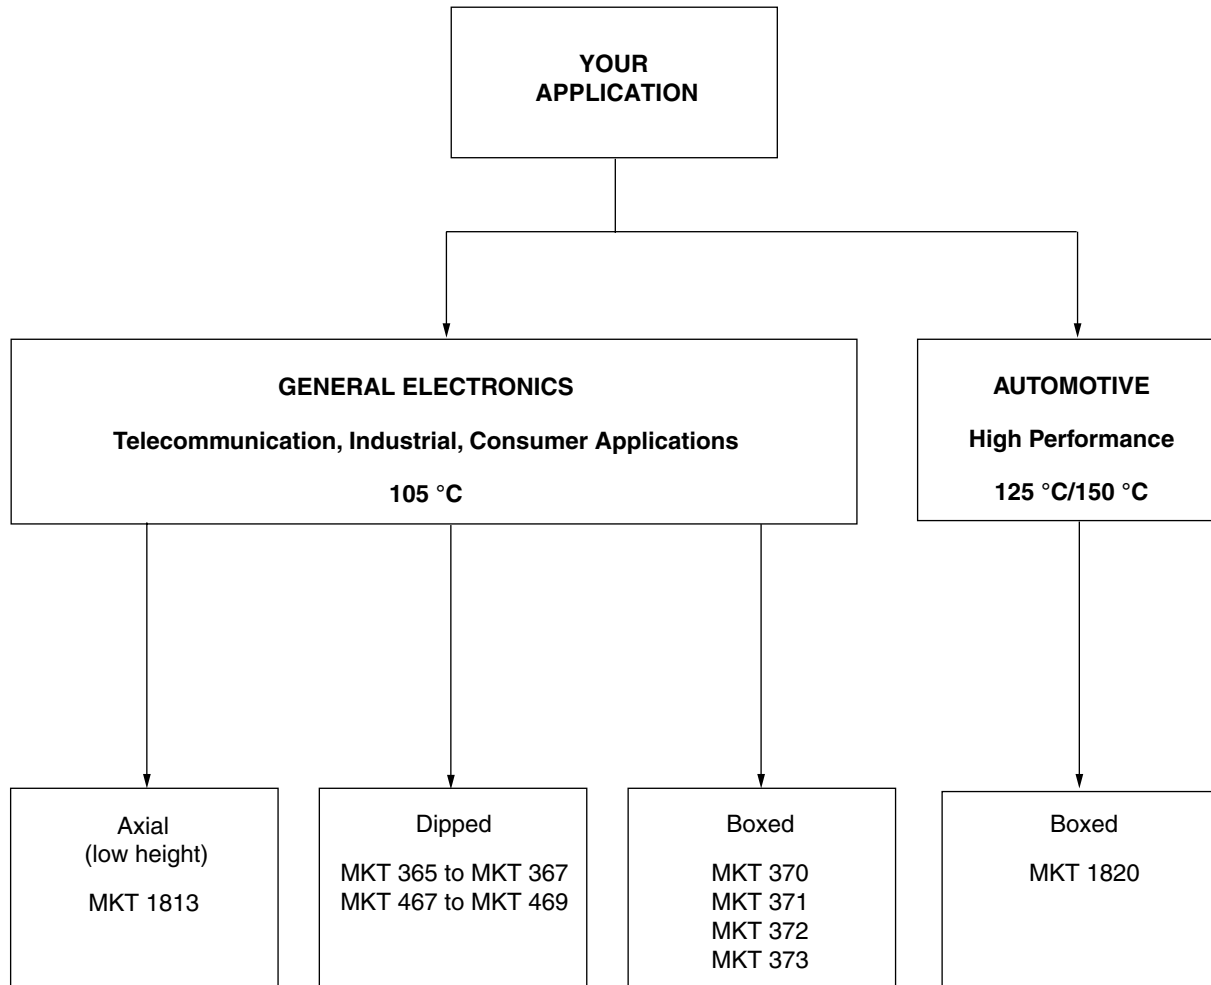 YOUR
APPLICATION
GENERAL ELECTRONICS
Telecommunication, Industrial, Consumer Applications
105 °C
AUTOMOTIVE
High Performance
125 °C/150 °C
Axial
(low height)
MKT 1813
Dipped
MKT 365 to MKT 367
MKT 467 to MKT 469
Boxed
MKT 370
MKT 371
MKT 372
MKT 373
Boxed
MKT 1820